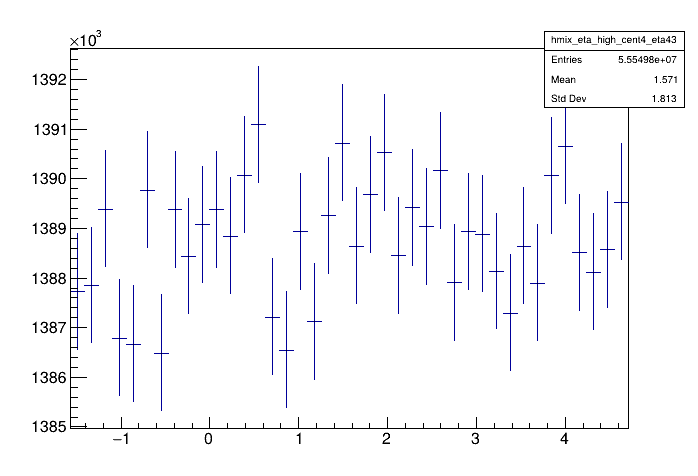 ×10³
hmix_eta_high_cent4_eta43
Entries 5.55498e+07
Mean 1.571
Std Dev 1.813
1392
1391
1390
1389
1388
1387
1386
1385
−1 0 1 2 3 4